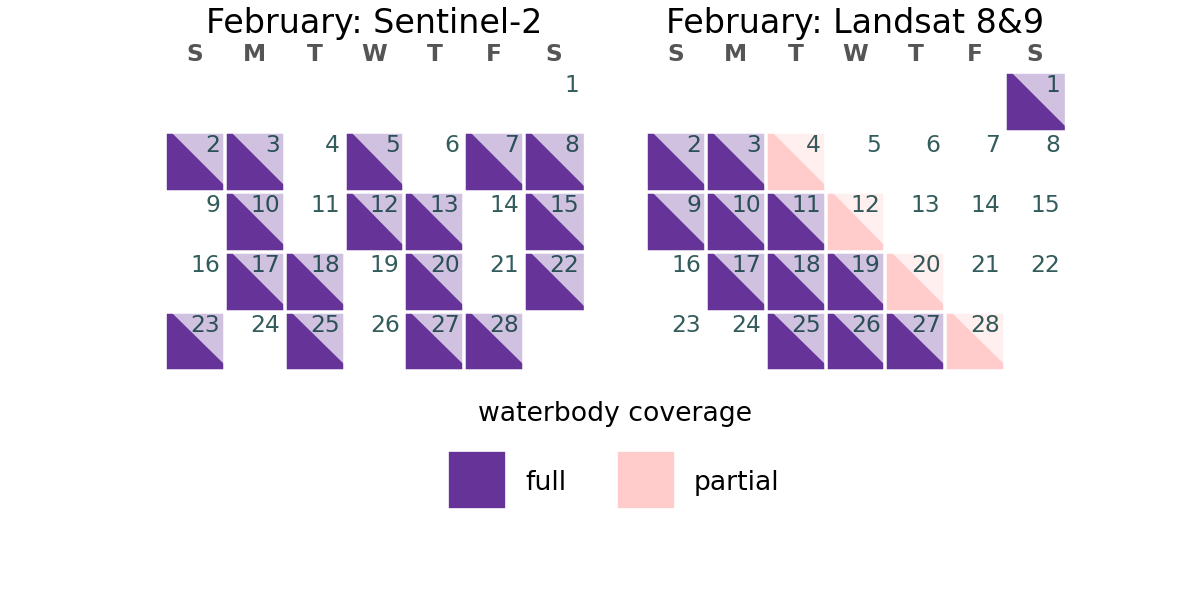 February: Sentinel-2
S M T W T F S
1
2 3 4 5 6 7 8
9 10 11 12 13 14 15
16 17 18 19 20 21 22
23 24 25 26 27 28
February: Landsat 8&9
S M T W T F S
1
2 3 4 5 6 7 8
9 10 11 12 13 14 15
16 17 18 19 20 21 22
23 24 25 26 27 28
waterbody coverage
full partial